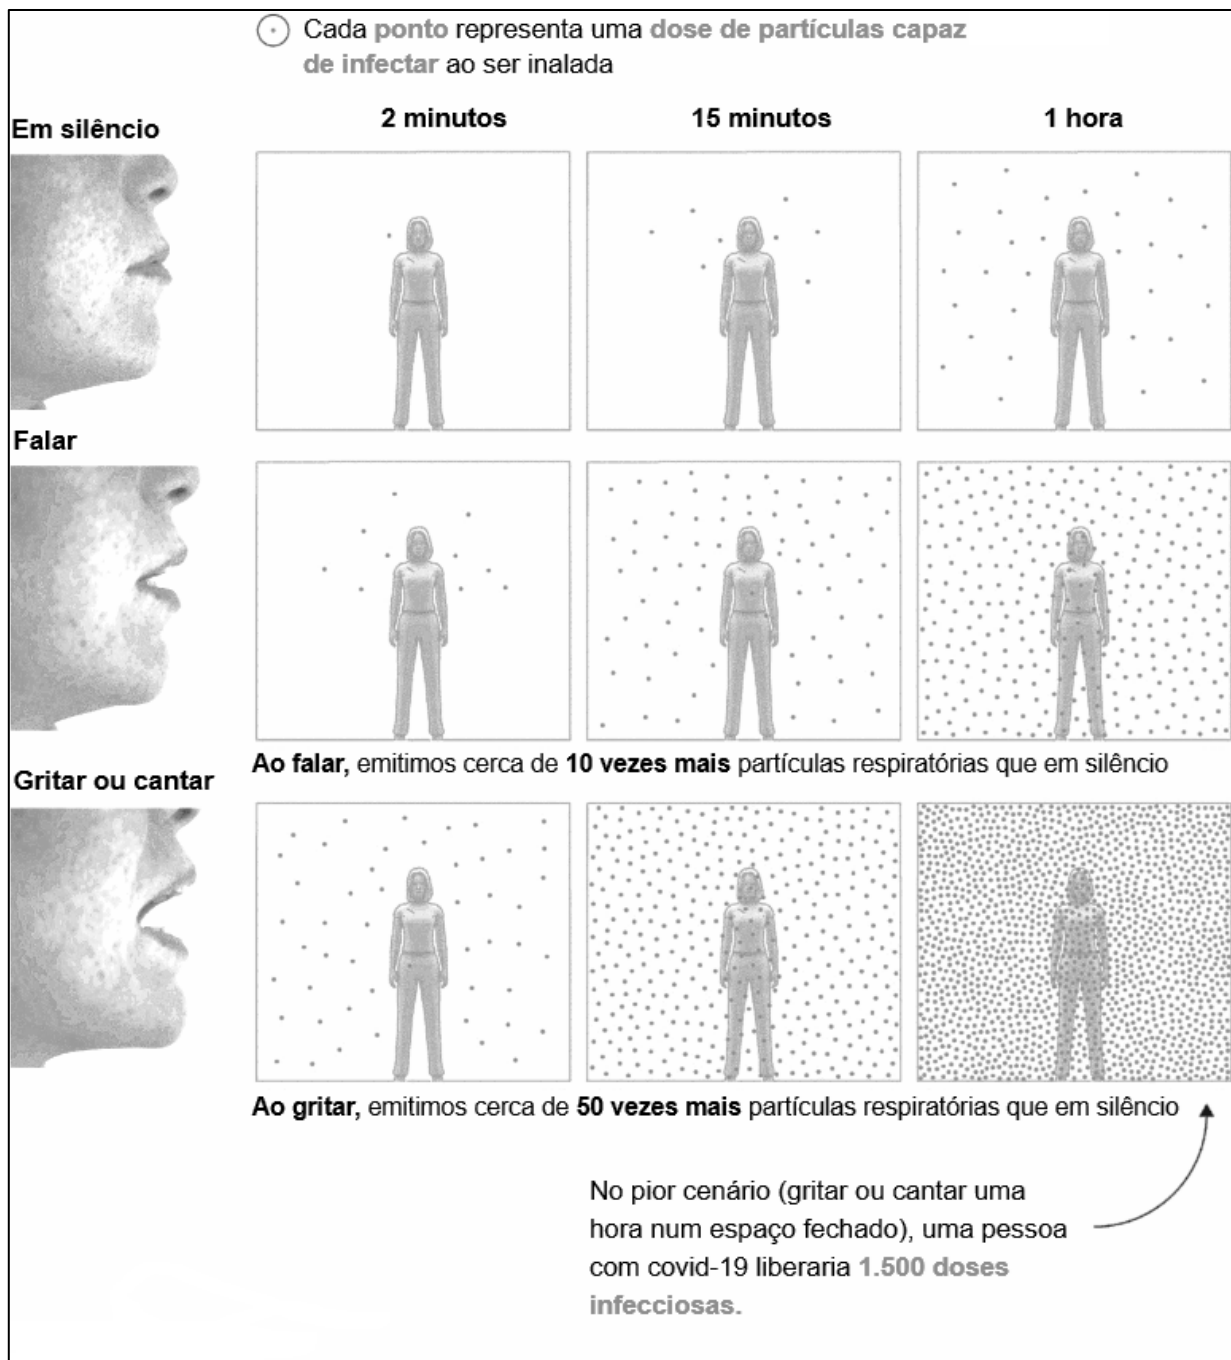 Cada ponto representa uma dose de partículas capaz
de infectar ao ser inalada
2 minutos
15 minutos
1 hora
Em silêncio
Falar
Ao falar, emitimos cerca de 10 vezes mais partículas respiratórias que em silêncio
Gritar ou cantar
Ao gritar, emitimos cerca de 50 vezes mais partículas respiratórias que em silêncio
No pior cenário (gritar ou cantar uma
hora num espaço fechado), uma pessoa
com covid-19 liberaria 1.500 doses
infecciosas.